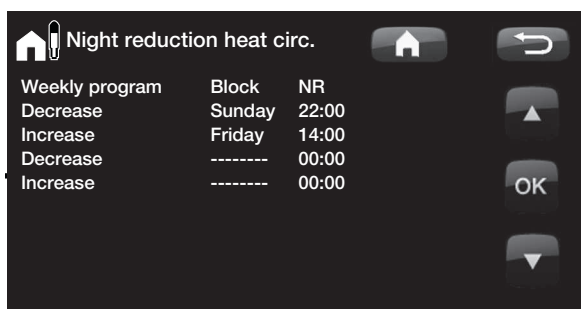 Night reduction heat circ.
Weekly program Block NR
Decrease Sunday 22:00
Increase Friday 14:00
Decrease -------- 00:00
Increase -------- 00:00
OK